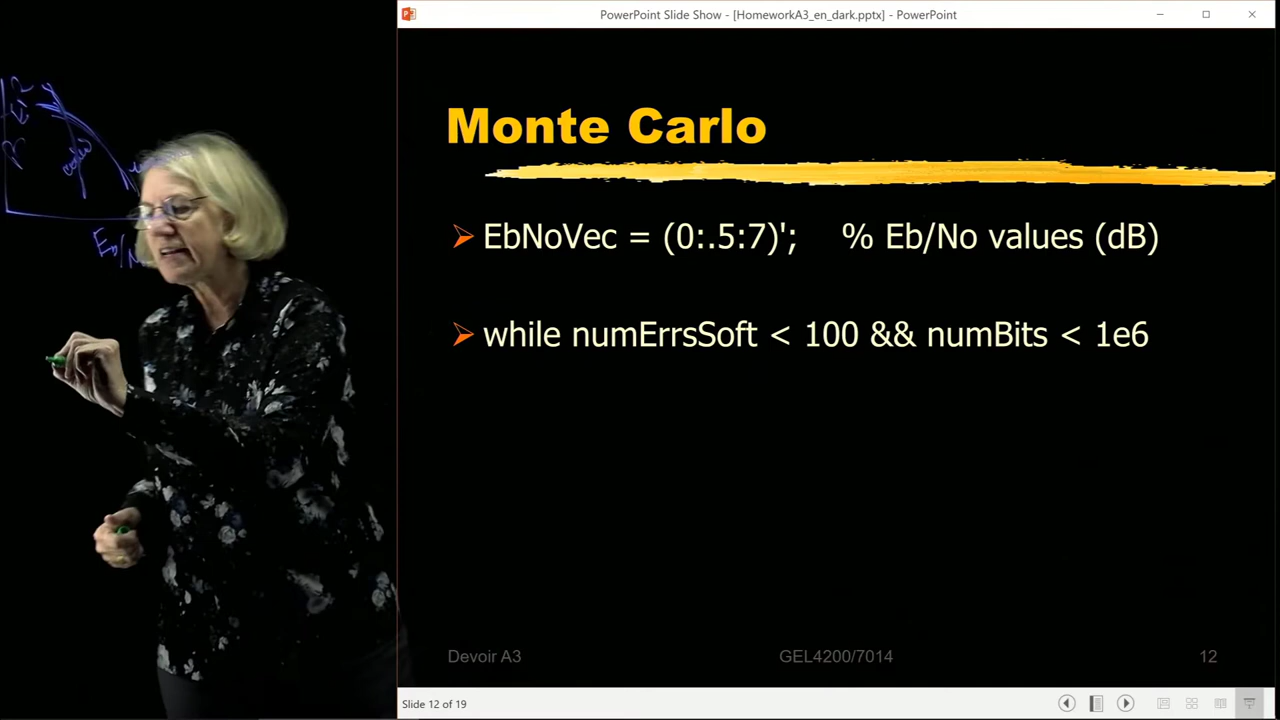 PowerPoint Slide Show - [HomeworkA3_en_dark.pptx] - PowerPoint
Monte Carlo
EbNoVec = (0:.5:7)'; % Eb/No values (dB)
while numErrsSoft < 100 && numBits < 1e6
Devoir A3 GEL4200/7014 12
Slide 12 of 19